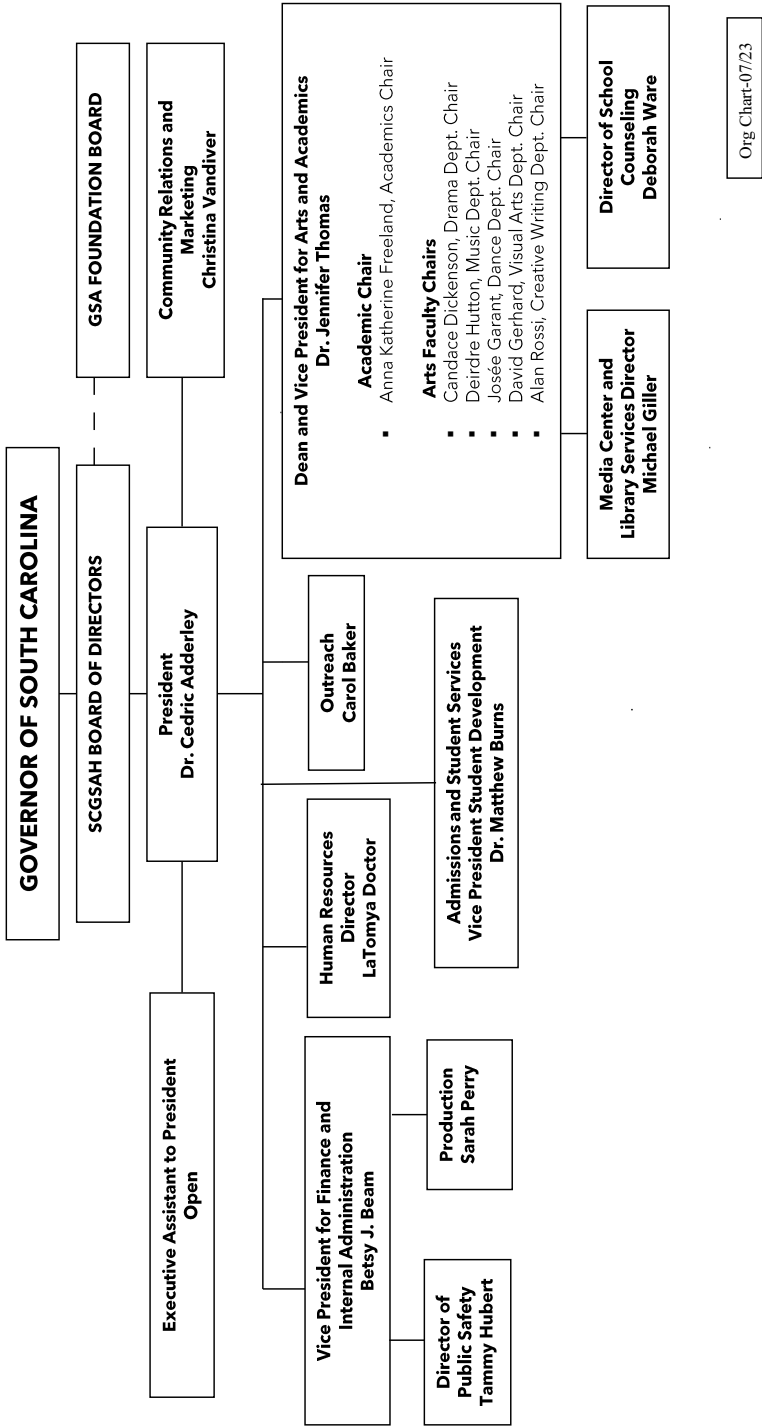 GOVERNOR OF SOUTH CAROLINA
SCGSAH BOARD OF DIRECTORS
GSA FOUNDATION BOARD
Executive Assistant to President
Open
President
Dr. Cedric Adderley
Community Relations and
Marketing
Christina Vandiver
Vice President for Finance and
Internal Administration
Betsy J. Beam
Human Resources
Director
LaTomya Doctor
Outreach
Carol Baker
Dean and Vice President for Arts and Academics
Dr. Jennifer Thomas
Academic Chair
▪ Anna Katherine Freeland, Academics Chair
Arts Faculty Chairs
▪ Candace Dickenson, Drama Dept. Chair
▪ Deirdre Hutton, Music Dept. Chair
▪ Josée Garant, Dance Dept. Chair
▪ David Gerhard, Visual Arts Dept. Chair
▪ Alan Rossi, Creative Writing Dept. Chair
Director of
Public Safety
Tammy Hubert
Production
Sarah Perry
Admissions and Student Services
Vice President Student Development
Dr. Matthew Burns
Media Center and
Library Services Director
Michael Giller
Director of School
Counseling
Deborah Ware
Org Chart-07/23